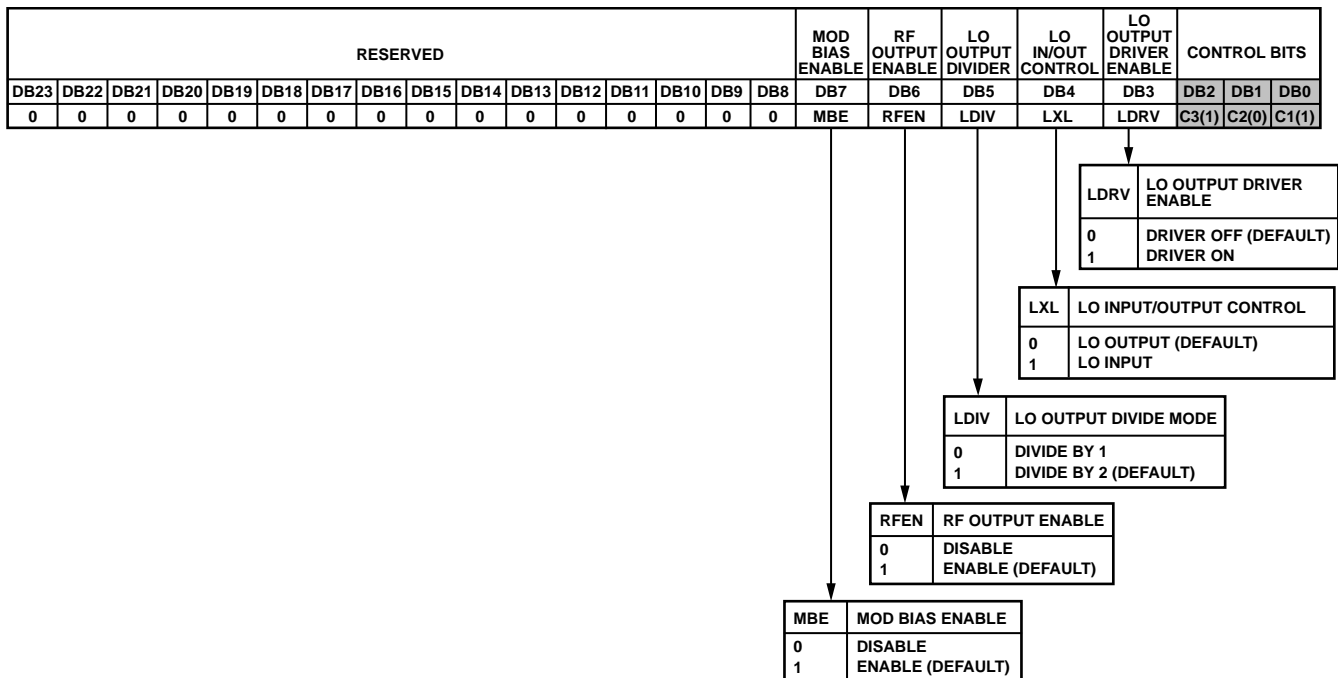 RESERVED
MOD BIAS ENABLE
RF OUTPUT ENABLE
LO OUTPUT DIVIDER
LO IN/OUT CONTROL
LO OUTPUT DRIVER ENABLE
CONTROL BITS
DB23 DB22 DB21 DB20 DB19 DB18 DB17 DB16 DB15 DB14 DB13 DB12 DB11 DB10 DB9 DB8 DB7 DB6 DB5 DB4 DB3 DB2 DB1 DB0
0 0 0 0 0 0 0 0 0 0 0 0 0 0 0 0 MBE RFEN LDIV LXL LDRV C3(1) C2(0) C1(1)
LDRV LO OUTPUT DRIVER ENABLE
0 DRIVER OFF (DEFAULT)
1 DRIVER ON
LXL LO INPUT/OUTPUT CONTROL
0 LO OUTPUT (DEFAULT)
1 LO INPUT
LDIV LO OUTPUT DIVIDE MODE
0 DIVIDE BY 1
1 DIVIDE BY 2 (DEFAULT)
RFEN RF OUTPUT ENABLE
0 DISABLE
1 ENABLE (DEFAULT)
MBE MOD BIAS ENABLE
0 DISABLE
1 ENABLE (DEFAULT)